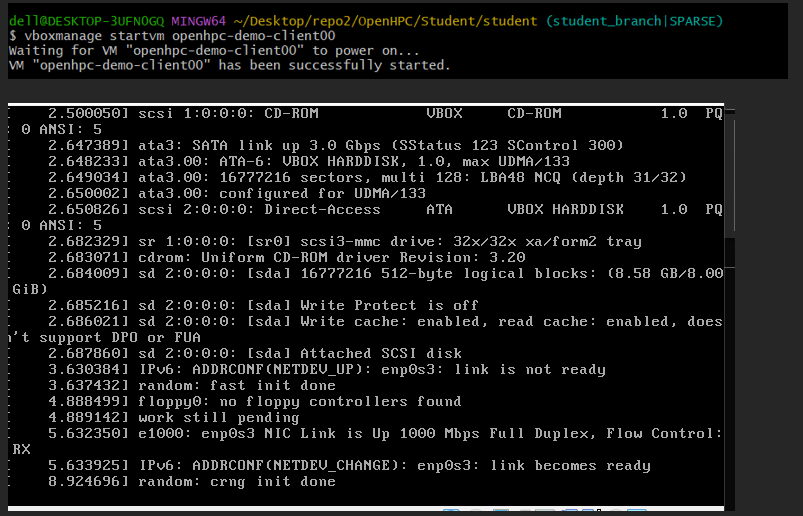 dell@DESKTOP-3UFNOGQ MINGW64 ~/Desktop/repo2/OpenHPC/Student/student (student_branch|SPARSE)
$ vboxmanage startvm openhpc-demo-client00
Waiting for VM "openhpc-demo-client00" to power on...
VM "openhpc-demo-client00" has been successfully started.
[    2.500050] scsi 1:0:0:0: CD-ROM            VBOX     CD-ROM           1.0  PQ
: 0 ANSI: 5
[    2.647389] ata3: SATA link up 3.0 Gbps (SStatus 123 SControl 300)
[    2.648233] ata3.00: ATA-6: VBOX HARDDISK, 1.0, max UDMA/133
[    2.649034] ata3.00: 16777216 sectors, multi 128: LBA48 NCQ (depth 31/32)
[    2.650002] ata3.00: configured for UDMA/133
[    2.650826] scsi 2:0:0:0: Direct-Access     ATA      VBOX HARDDISK    1.0  PQ
: 0 ANSI: 5
[    2.682329] sr 1:0:0:0: [sr0] scsi3-mmc drive: 32x/32x xa/form2 tray
[    2.683071] cdrom: Uniform CD-ROM driver Revision: 3.20
[    2.684009] sd 2:0:0:0: [sda] 16777216 512-byte logical blocks: (8.58 GB/8.00
GiB)
[    2.685216] sd 2:0:0:0: [sda] Write Protect is off
[    2.686021] sd 2:0:0:0: [sda] Write cache: enabled, read cache: enabled, does
n't support DPO or FUA
[    2.687860] sd 2:0:0:0: [sda] Attached SCSI disk
[    3.630384] IPv6: ADDRCONF(NETDEV_UP): enp0s3: link is not ready
[    3.637432] random: fast init done
[    4.888499] floppy0: no floppy controllers found
[    4.889142] work still pending
[    5.632350] e1000: enp0s3 NIC Link is Up 1000 Mbps Full Duplex, Flow Control:
RX
[    5.633925] IPv6: ADDRCONF(NETDEV_CHANGE): enp0s3: link becomes ready
[    8.924696] random: crng init done